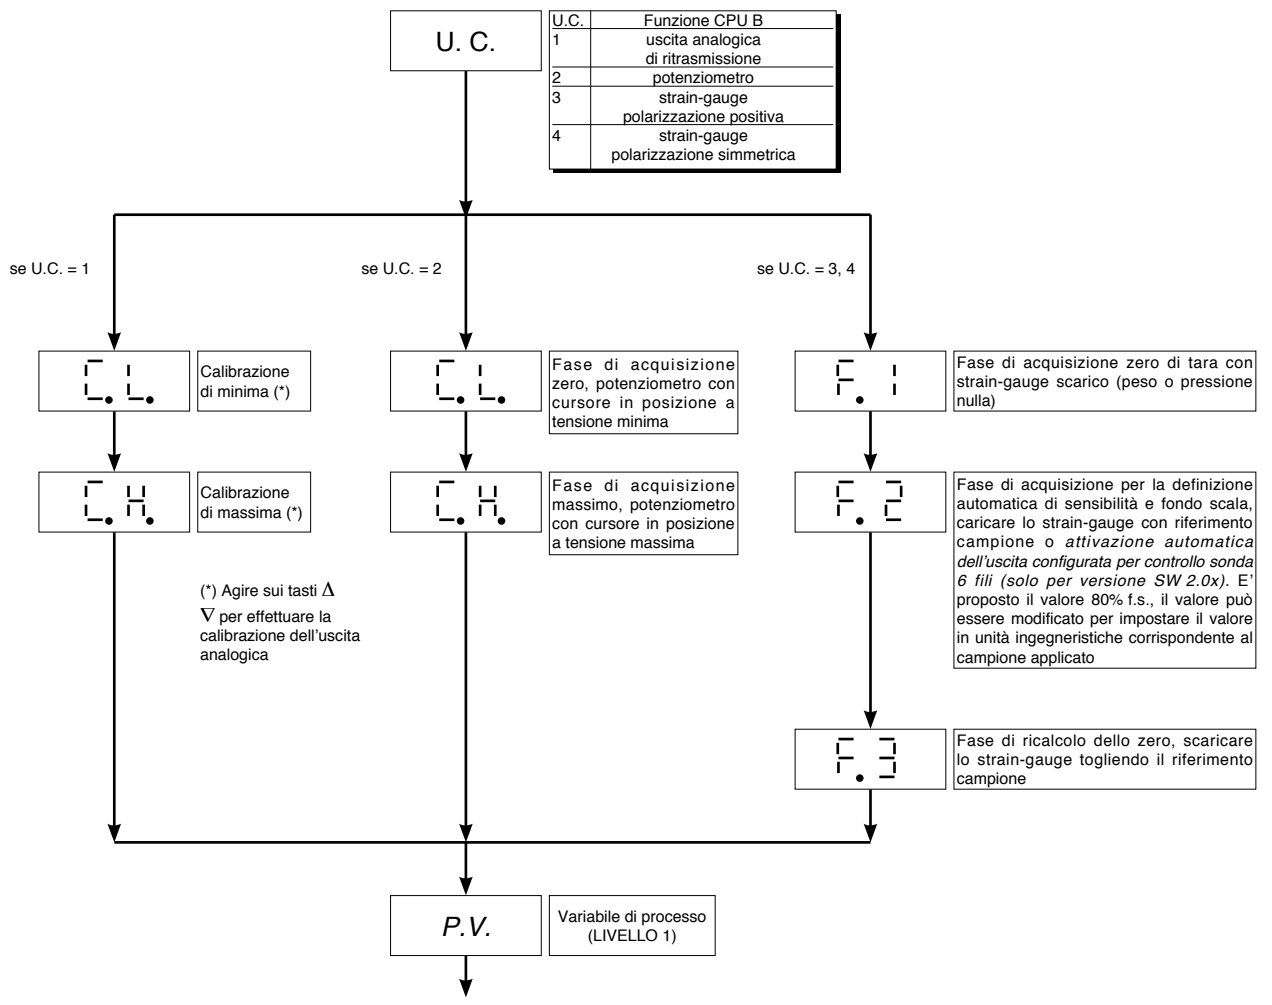 U. C.
U.C. Funzione CPU B
1 uscita analogica
di ritrasmissione
2 potenziometro
3 strain-gauge
polarizzazione positiva
4 strain-gauge
polarizzazione simmetrica
se U.C. = 1
se U.C. = 2
se U.C. = 3, 4
C.L.
Calibrazione
di minima (*)
C.L.
Fase di acquisizione
zero, potenziometro con
cursore in posizione a
tensione minima
F.1
Fase di acquisizione zero di tara con
strain-gauge scarico (peso o pressione
nulla)
C.H.
Calibrazione
di massima (*)
C.H.
Fase di acquisizione
massimo, potenziometro
con cursore in posizione
a tensione massima
F.2
Fase di acquisizione per la definizione
automatica di sensibilità e fondo scala,
caricare lo strain-gauge con riferimento
campione o attivazione automatica
dell'uscita configurata per controllo sonda
6 fili (solo per versione SW 2.0x). E'
proposto il valore 80% f.s., il valore può
essere modificato per impostare il valore
in unità ingegneristiche corrispondente al
campione applicato
(*) Agire sui tasti Δ
∇ per effettuare la
calibrazione dell'uscita
analogica
F.3
Fase di ricalcolo dello zero, scaricare
lo strain-gauge togliendo il riferimento
campione
P.V.
Variabile di processo
(LIVELLO 1)